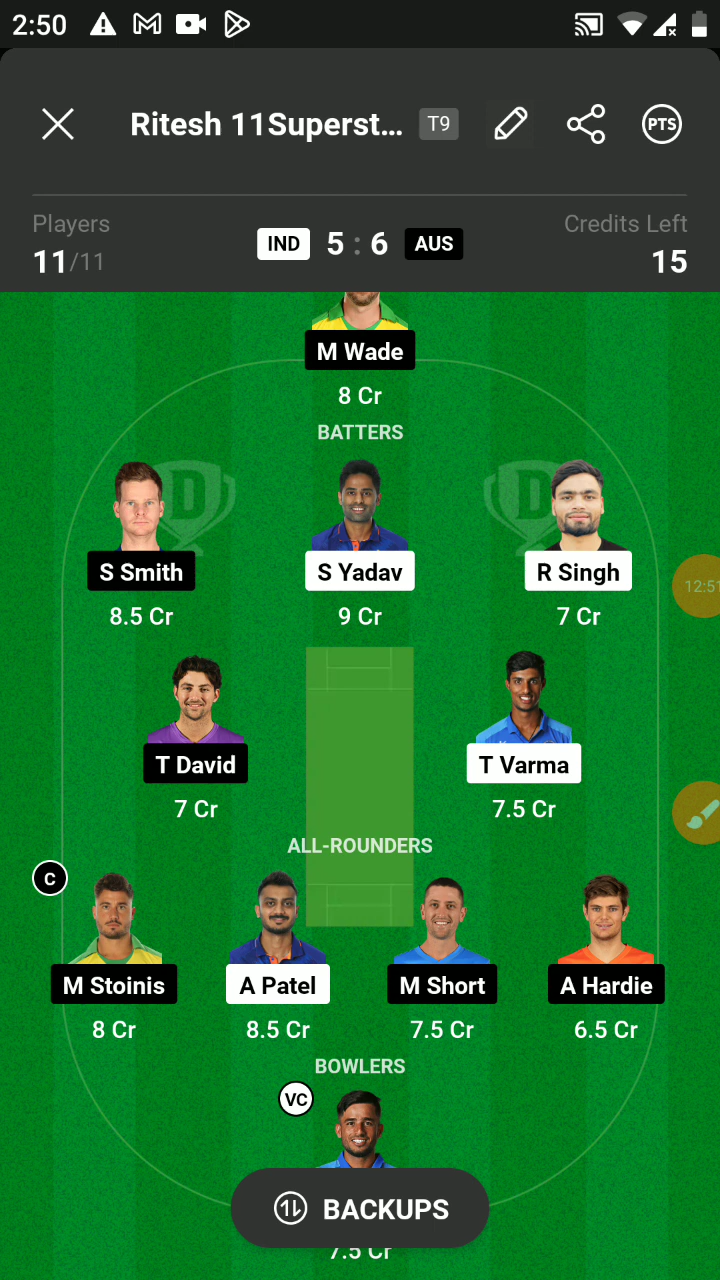 2:50
Ritesh 11Superst... T9 PTS
Players
Credits Left
11/11
IND 5 : 6 AUS
15
M Wade
8 Cr
BATTERS
D D
S Smith S Yadav R Singh
8.5 Cr 9 Cr 7 Cr
12:51
T David T Varma
7 Cr 7.5 Cr
ALL-ROUNDERS
C
M Stoinis A Patel M Short A Hardie
8 Cr 8.5 Cr 7.5 Cr 6.5 Cr
BOWLERS
VC
BACKUPS
7.5 Cr